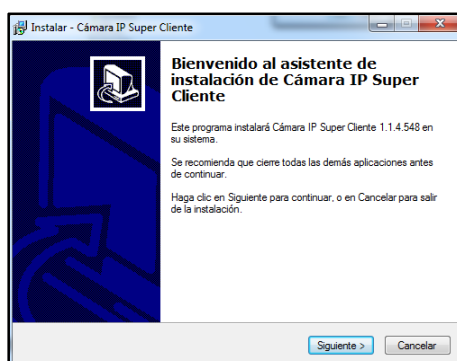 Instalar - Cámara IP Super Cliente
Bienvenido al asistente de
instalación de Cámara IP Super
Cliente
Este programa instalará Cámara IP Super Cliente 1.1.4.548 en
su sistema.
Se recomienda que cierre todas las demás aplicaciones antes
de continuar.
Haga clic en Siguiente para continuar, o en Cancelar para salir
de la instalación.
Siguiente >
Cancelar